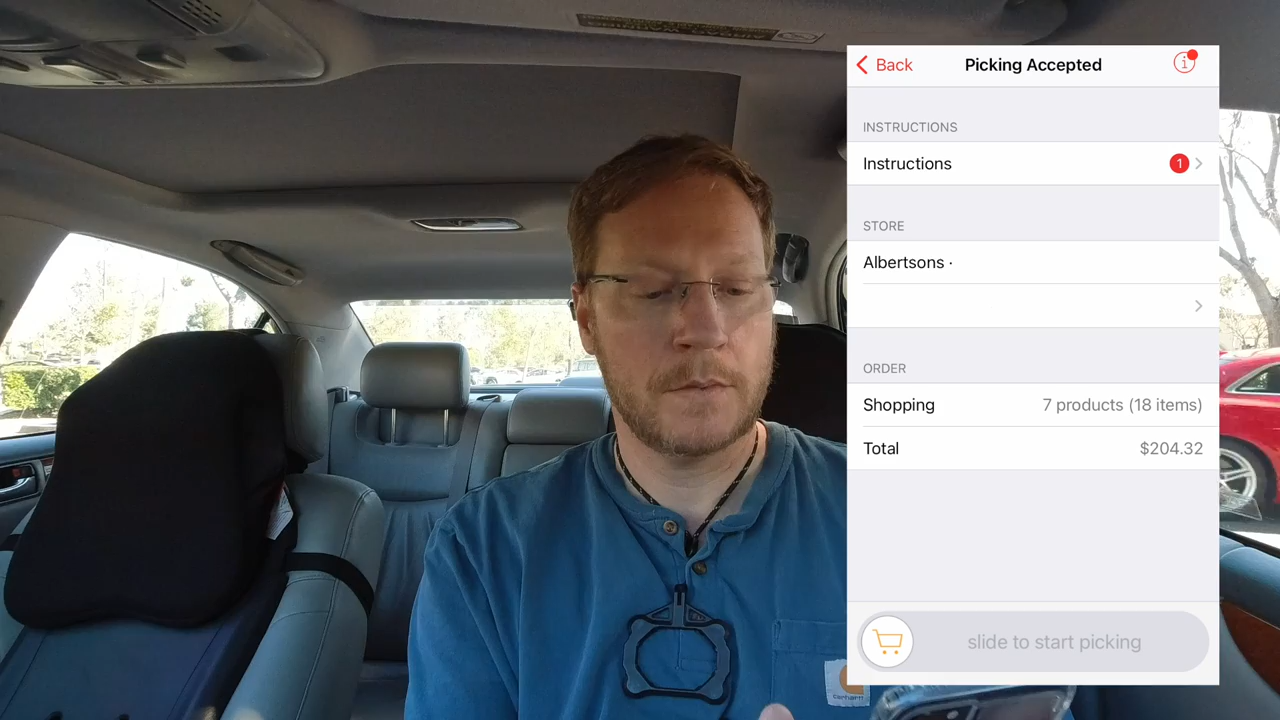 Back
Picking Accepted
INSTRUCTIONS
Instructions
1
STORE
Albertsons ·
ORDER
Shopping
7 products (18 items)
Total
$204.32
slide to start picking
Carhartt